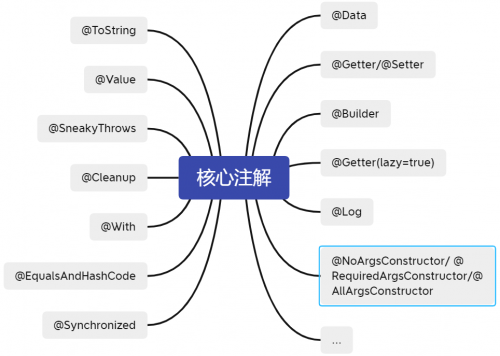 @ToString
@Value
@SneakyThrows
@Cleanup
@With
@EqualsAndHashCode
@Synchronized
核心注解
@Data
@Getter/@Setter
@Builder
@Getter(lazy=true)
@Log
@NoArgsConstructor/ @
RequiredArgsConstructor/@
AllArgsConstructor
...